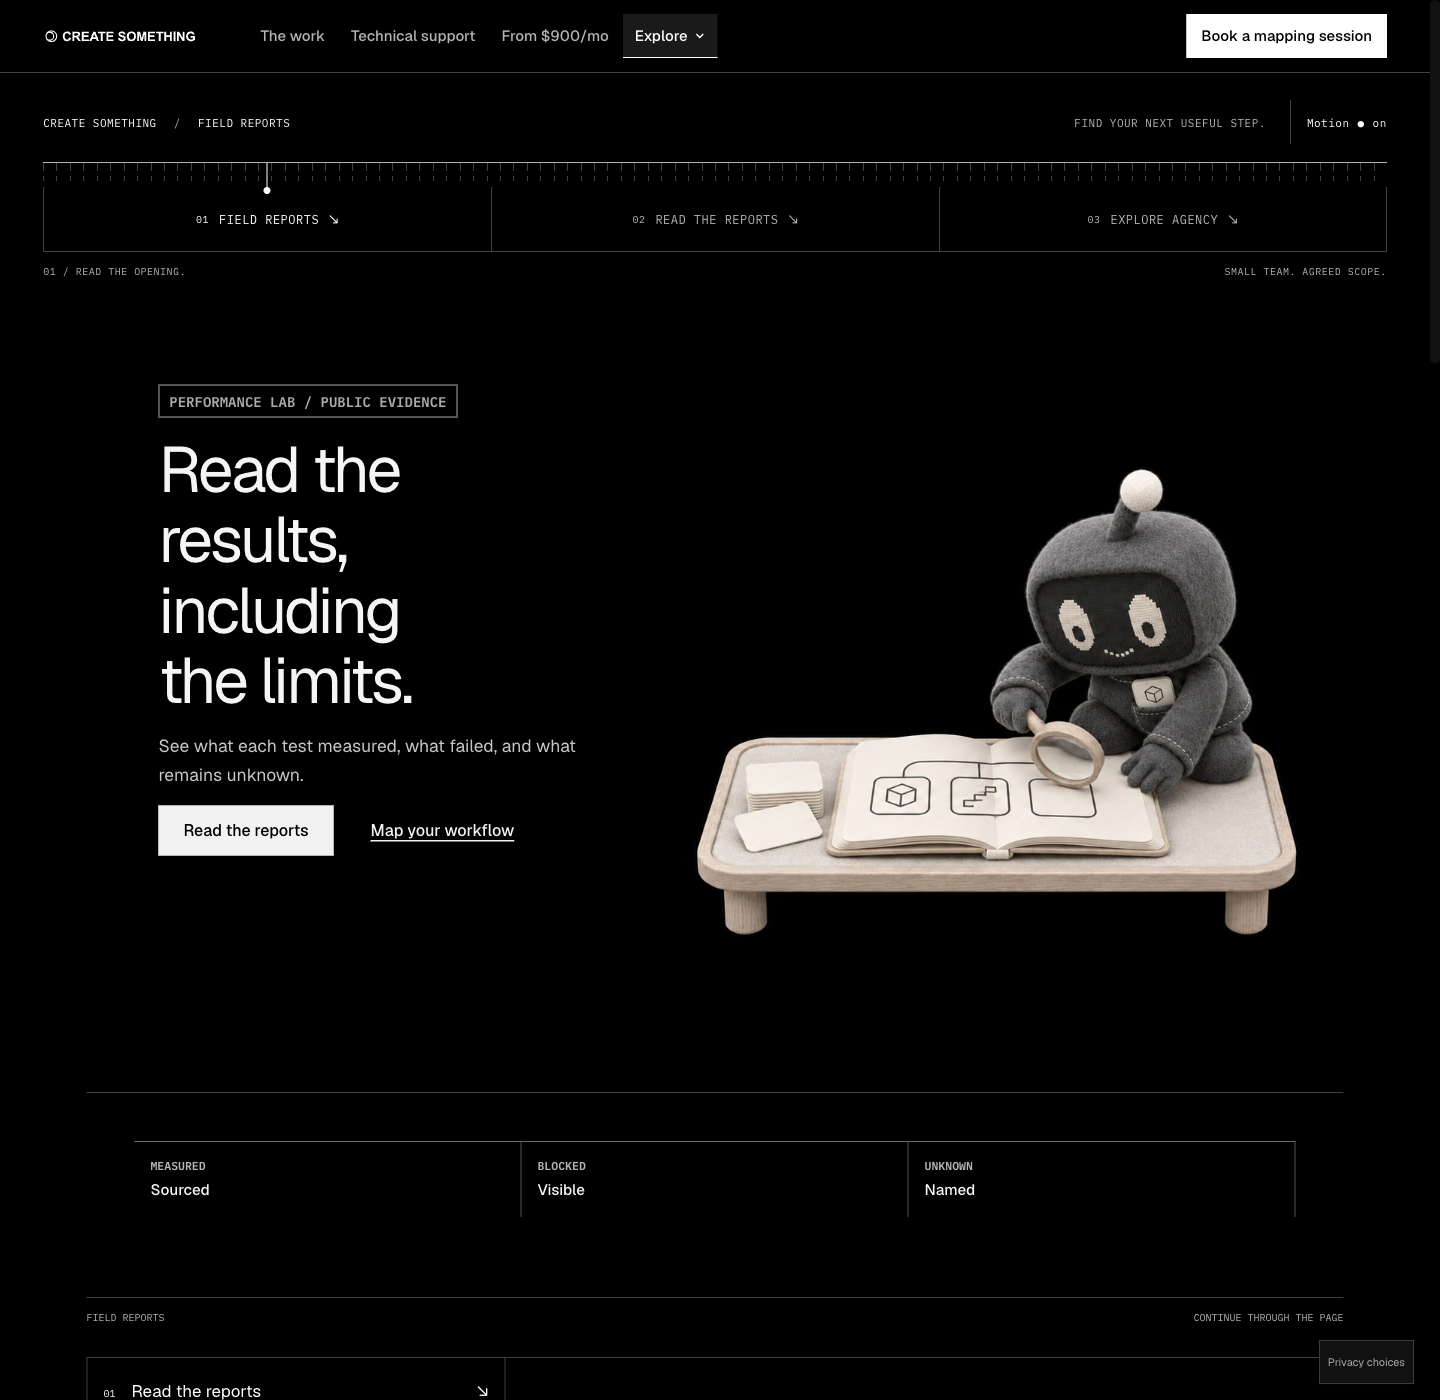 CREATE SOMETHING
The work
Technical support
From $900/mo
Explore
Book a mapping session
CREATE SOMETHING / FIELD REPORTS
FIND YOUR NEXT USEFUL STEP.
Motion ● on
01 FIELD REPORTS ↘
02 READ THE REPORTS ↘
03 EXPLORE AGENCY ↘
01 / READ THE OPENING.
SMALL TEAM. AGREED SCOPE.
PERFORMANCE LAB / PUBLIC EVIDENCE
Read the
results,
including
the limits.
See what each test measured, what failed, and what
remains unknown.
Read the reports
Map your workflow
MEASURED
Sourced
BLOCKED
Visible
UNKNOWN
Named
FIELD REPORTS
CONTINUE THROUGH THE PAGE
Privacy choices
01 Read the reports ↘